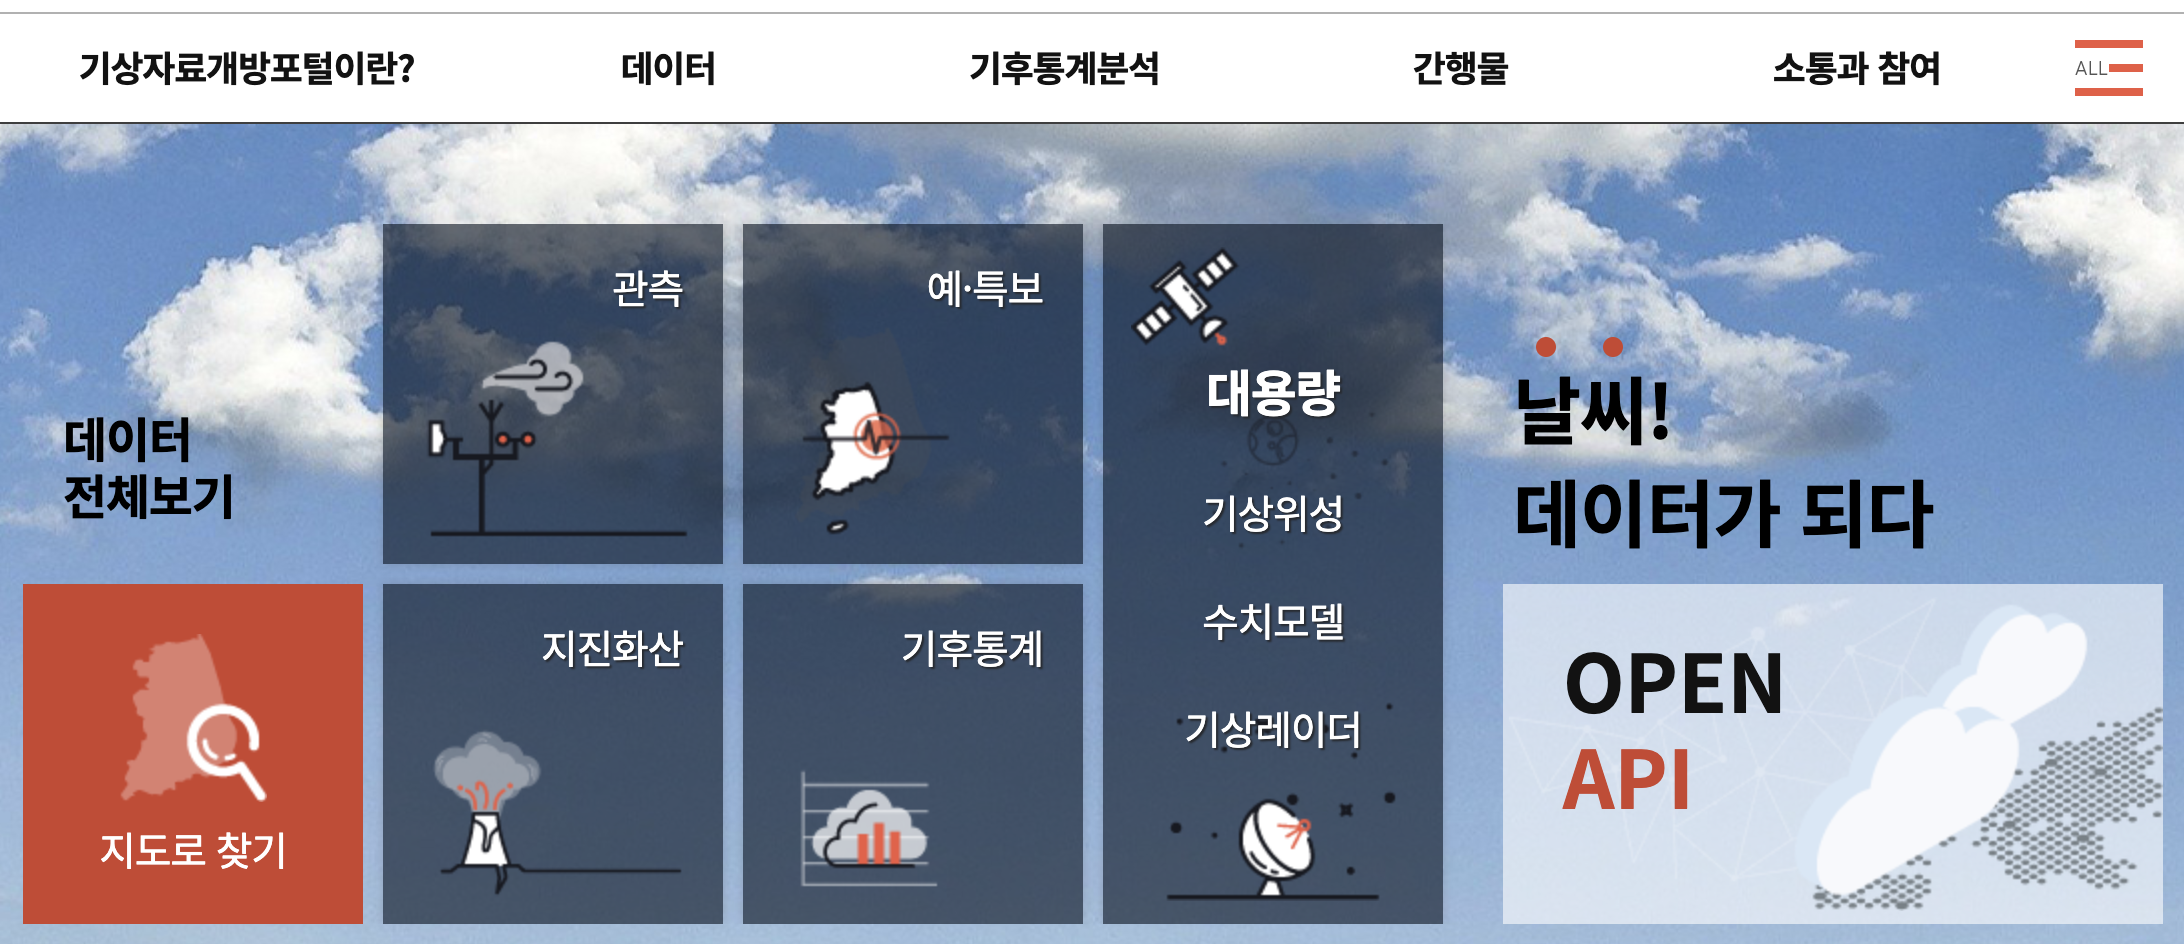 기상자료개방포털이란?
데이터
기후통계분석
간행물
소통과 참여
ALL
데이터
전체보기
관측
예·특보
대용량
기상위성
수치모델
기상레이더
날씨!
데이터가 되다
지도로 찾기
지진화산
기후통계
OPEN
API